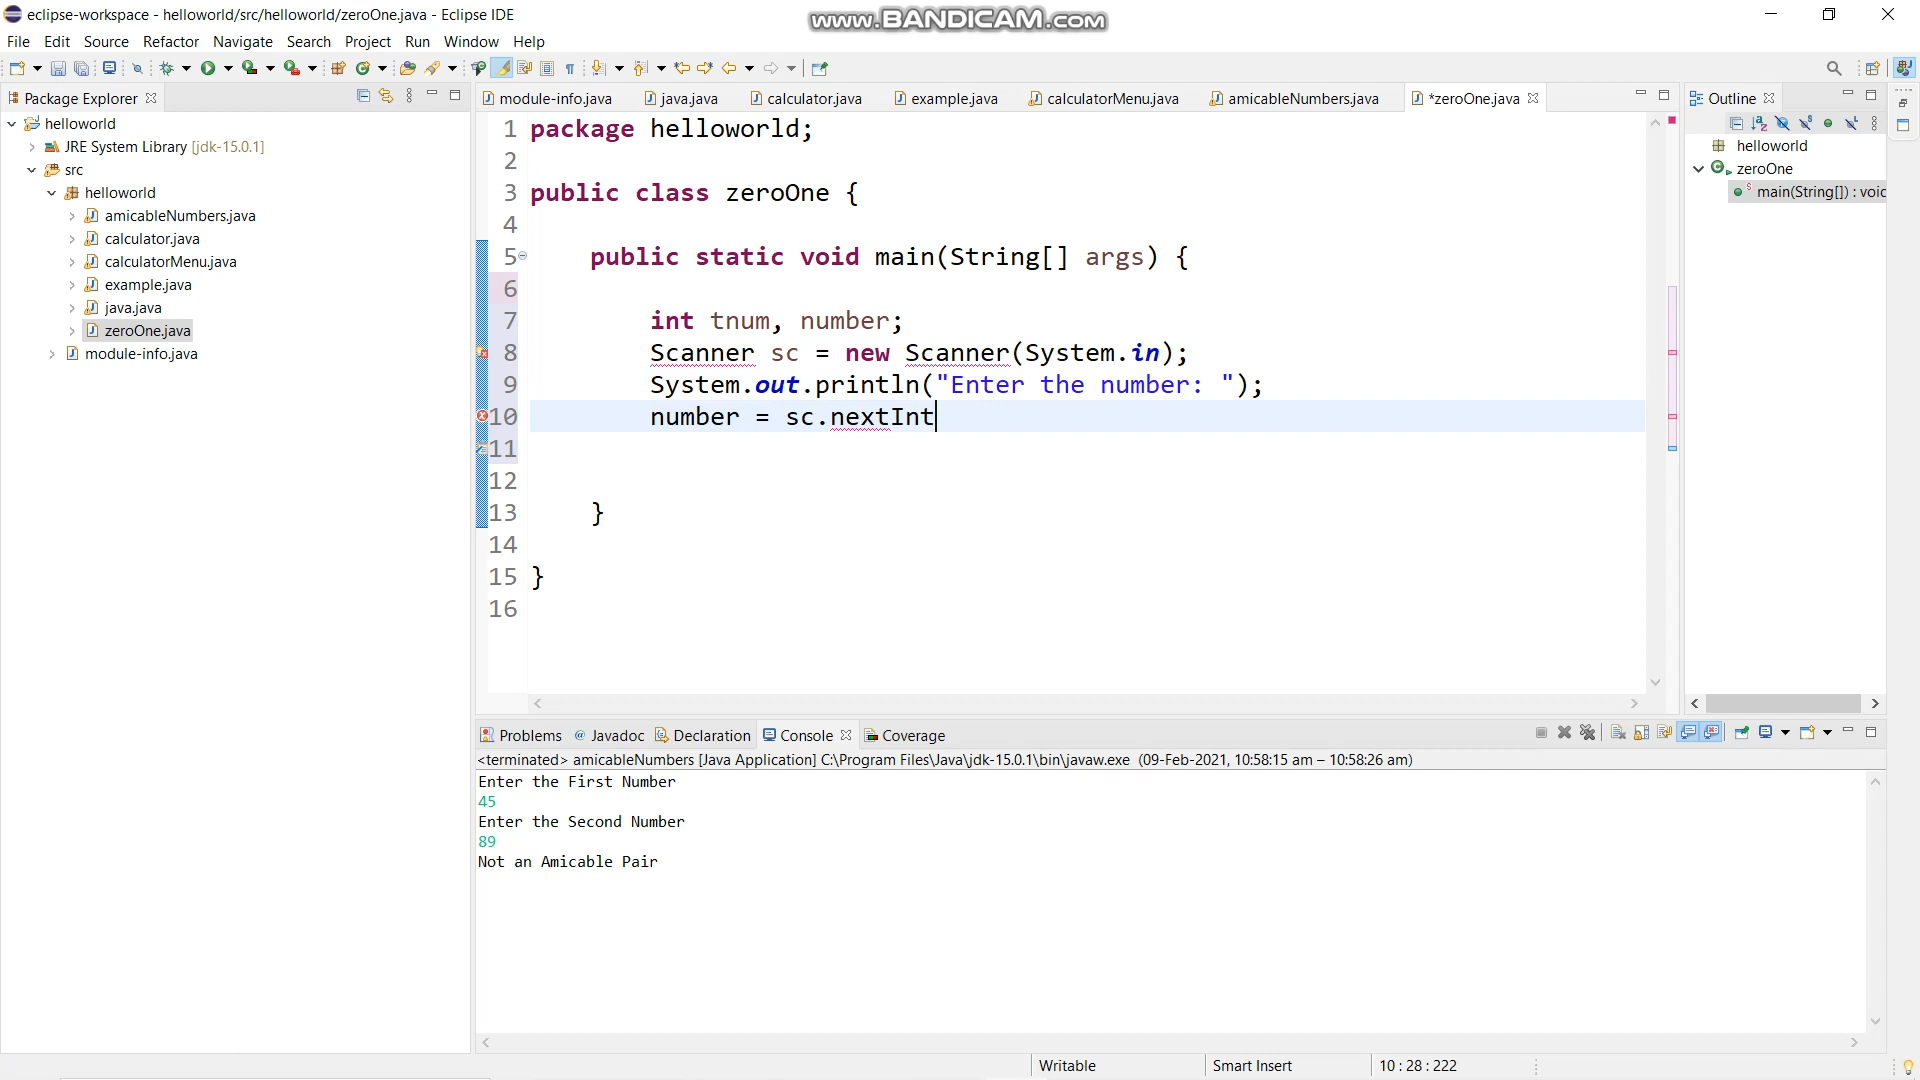 eclipse-workspace - helloworld/src/helloworld/zeroOne.java - Eclipse IDE
www.BANDICAM.com
File Edit Source Refactor Navigate Search Project Run Window Help
Package Explorer
helloworld
JRE System Library [jdk-15.0.1]
src
helloworld
amicableNumbers.java
calculator.java
calculatorMenu.java
example.java
java.java
zeroOne.java
module-info.java
module-info.java java.java calculator.java example.java calculatorMenu.java amicableNumbers.java *zeroOne.java
1 package helloworld;
2
3 public class zeroOne {
4
5 public static void main(String[] args) {
6
7 int tnum, number;
8 Scanner sc = new Scanner(System.in);
9 System.out.println("Enter the number: ");
10 number = sc.nextInt
11
12
13 }
14
15 }
16
Outline
helloworld
zeroOne
main(String[]) : voic
Problems Javadoc Declaration Console Coverage
<terminated> amicableNumbers [Java Application] C:\Program Files\Java\jdk-15.0.1\bin\javaw.exe (09-Feb-2021, 10:58:15 am – 10:58:26 am)
Enter the First Number
45
Enter the Second Number
89
Not an Amicable Pair
Writable Smart Insert 10 : 28 : 222